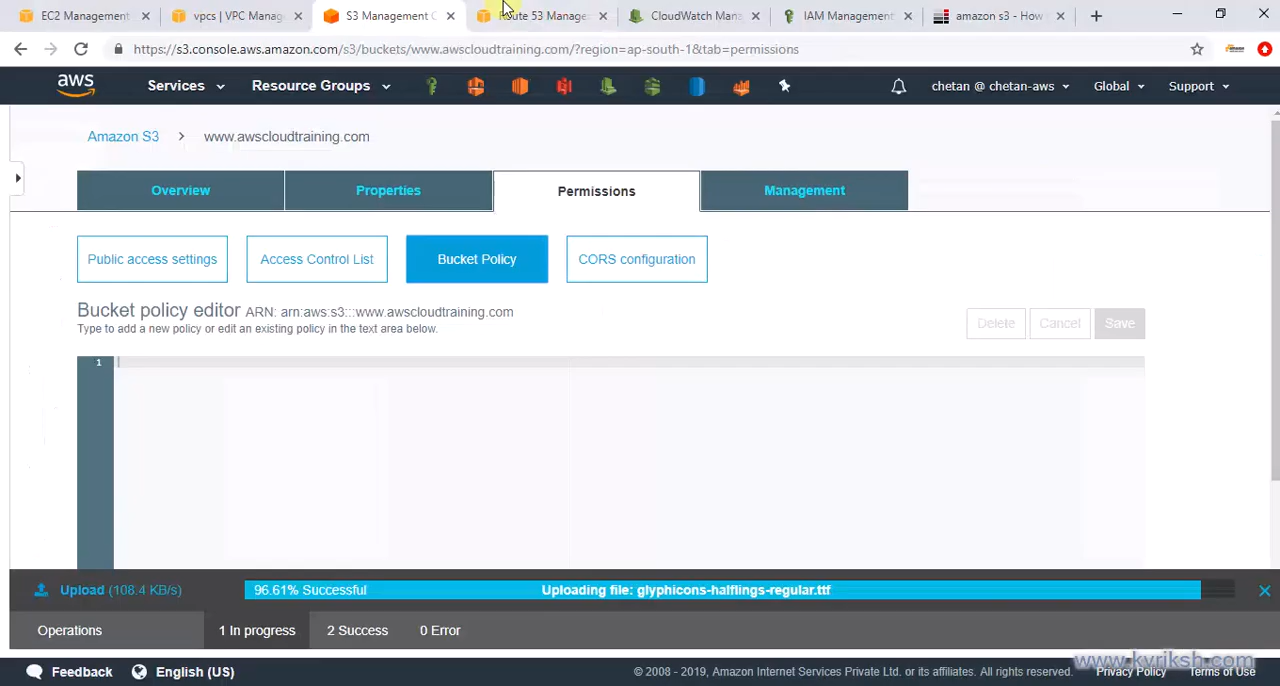 EC2 Management
vpcs | VPC Manag
S3 Management C
Route 53 Manage
CloudWatch Man
IAM Management
amazon s3 - How
https://s3.console.aws.amazon.com/s3/buckets/www.awscloudtraining.com/?region=ap-south-1&tab=permissions
aws
Services
Resource Groups
chetan @ chetan-aws
Global
Support
Amazon S3 > www.awscloudtraining.com
Overview
Properties
Permissions
Management
Public access settings
Access Control List
Bucket Policy
CORS configuration
Bucket policy editor ARN: arn:aws:s3:::www.awscloudtraining.com
Type to add a new policy or edit an existing policy in the text area below.
Delete
Cancel
Save
1
Upload (108.4 KB/s)
96.61% Successful
Uploading file: glyphicons-halflings-regular.ttf
Operations
1 In progress
2 Success
0 Error
Feedback
English (US)
© 2008 - 2019, Amazon Internet Services Private Ltd. or its affiliates. All rights reserved.
Privacy Policy
Terms of Use
www.kvriksh.com